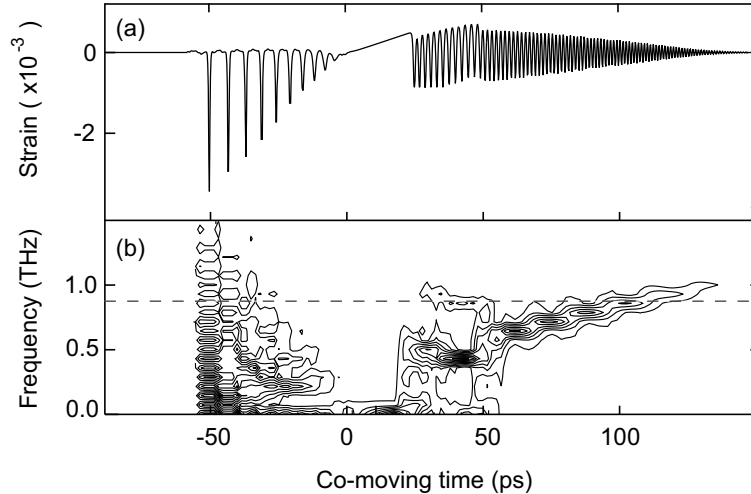 (a)
0
-2
Strain ( x10⁻³)
(b)
1.0
0.5
0.0
Frequency (THz)
-50
0
50
100
Co-moving time (ps)